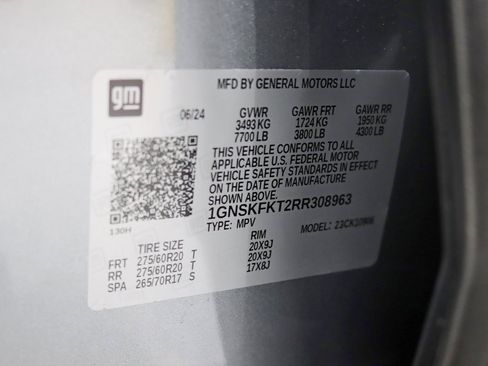 gm
MFD BY GENERAL MOTORS LLC
06/24 GVWR GAWR FRT GAWR RR
3493 KG 1724 KG 1950 KG
7700 LB 3800 LB 4300 LB
THIS VEHICLE CONFORMS TO ALL
APPLICABLE U.S. FEDERAL MOTOR
VEHICLE SAFETY STANDARDS IN EFFECT
ON THE DATE OF MANUFACTURE
SHOWN ABOVE.
1GNSKFKT2RR308963
130H TYPE: MPV MODEL:
TIRE SIZE RIM
FRT 275/60R20 T 20X9J
RR 275/60R20 T 20X9J
SPA 265/70R17 S 17X8J